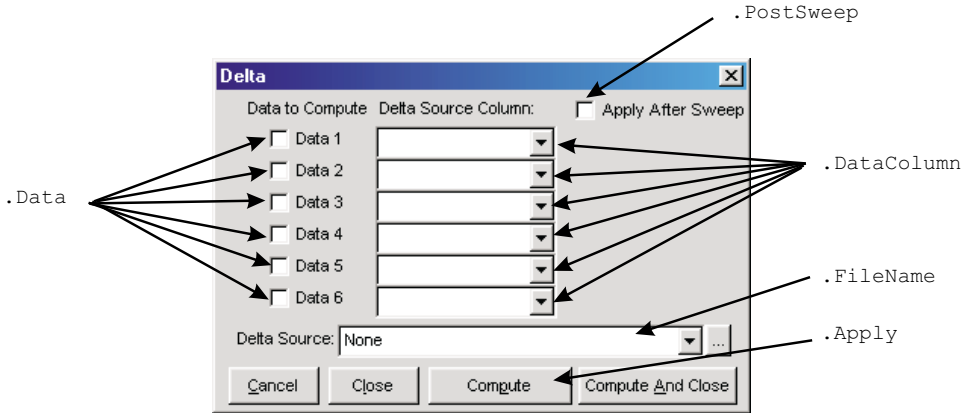 .PostSweep
Delta
Data to Compute Delta Source Column: Apply After Sweep
Data 1
Data 2
.DataColumn
.Data
Data 3
Data 4
Data 5
.FileName
Data 6
Delta Source: None ...
.Apply
Cancel Close Compute Compute And Close